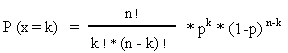 P (x = k) = n ! / k ! * (n - k) ! * p^k * (1-p)^n-k